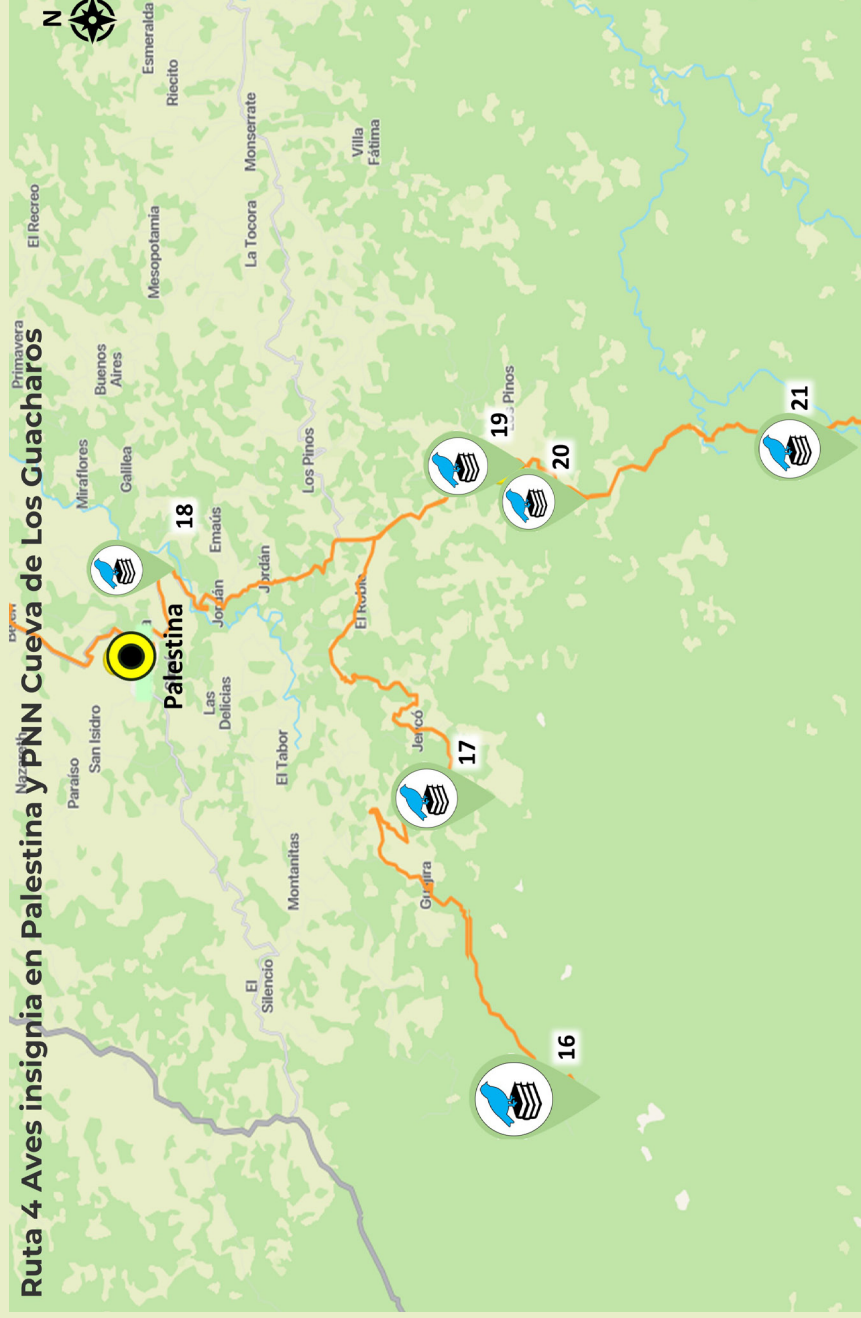 Ruta 4 Aves insignia en Palestina y PNN Cueva de Los Guacharos
N
Nazareth
Primavera
El Recreo
Esmeralda
Riecito
Paraíso
San Isidro
Miraflores
Galilea
Buenos
Aires
Mesopotamia
18
Palestina
Emaús
Jordán
Jordán
Las
Delicias
La Tocora
Monserrate
Villa
Fátima
El
Silencio
El Tabor
Montanitas
Los Pinos
El Roble
Jericó
17
Guajira
19
Los Pinos
20
16
21